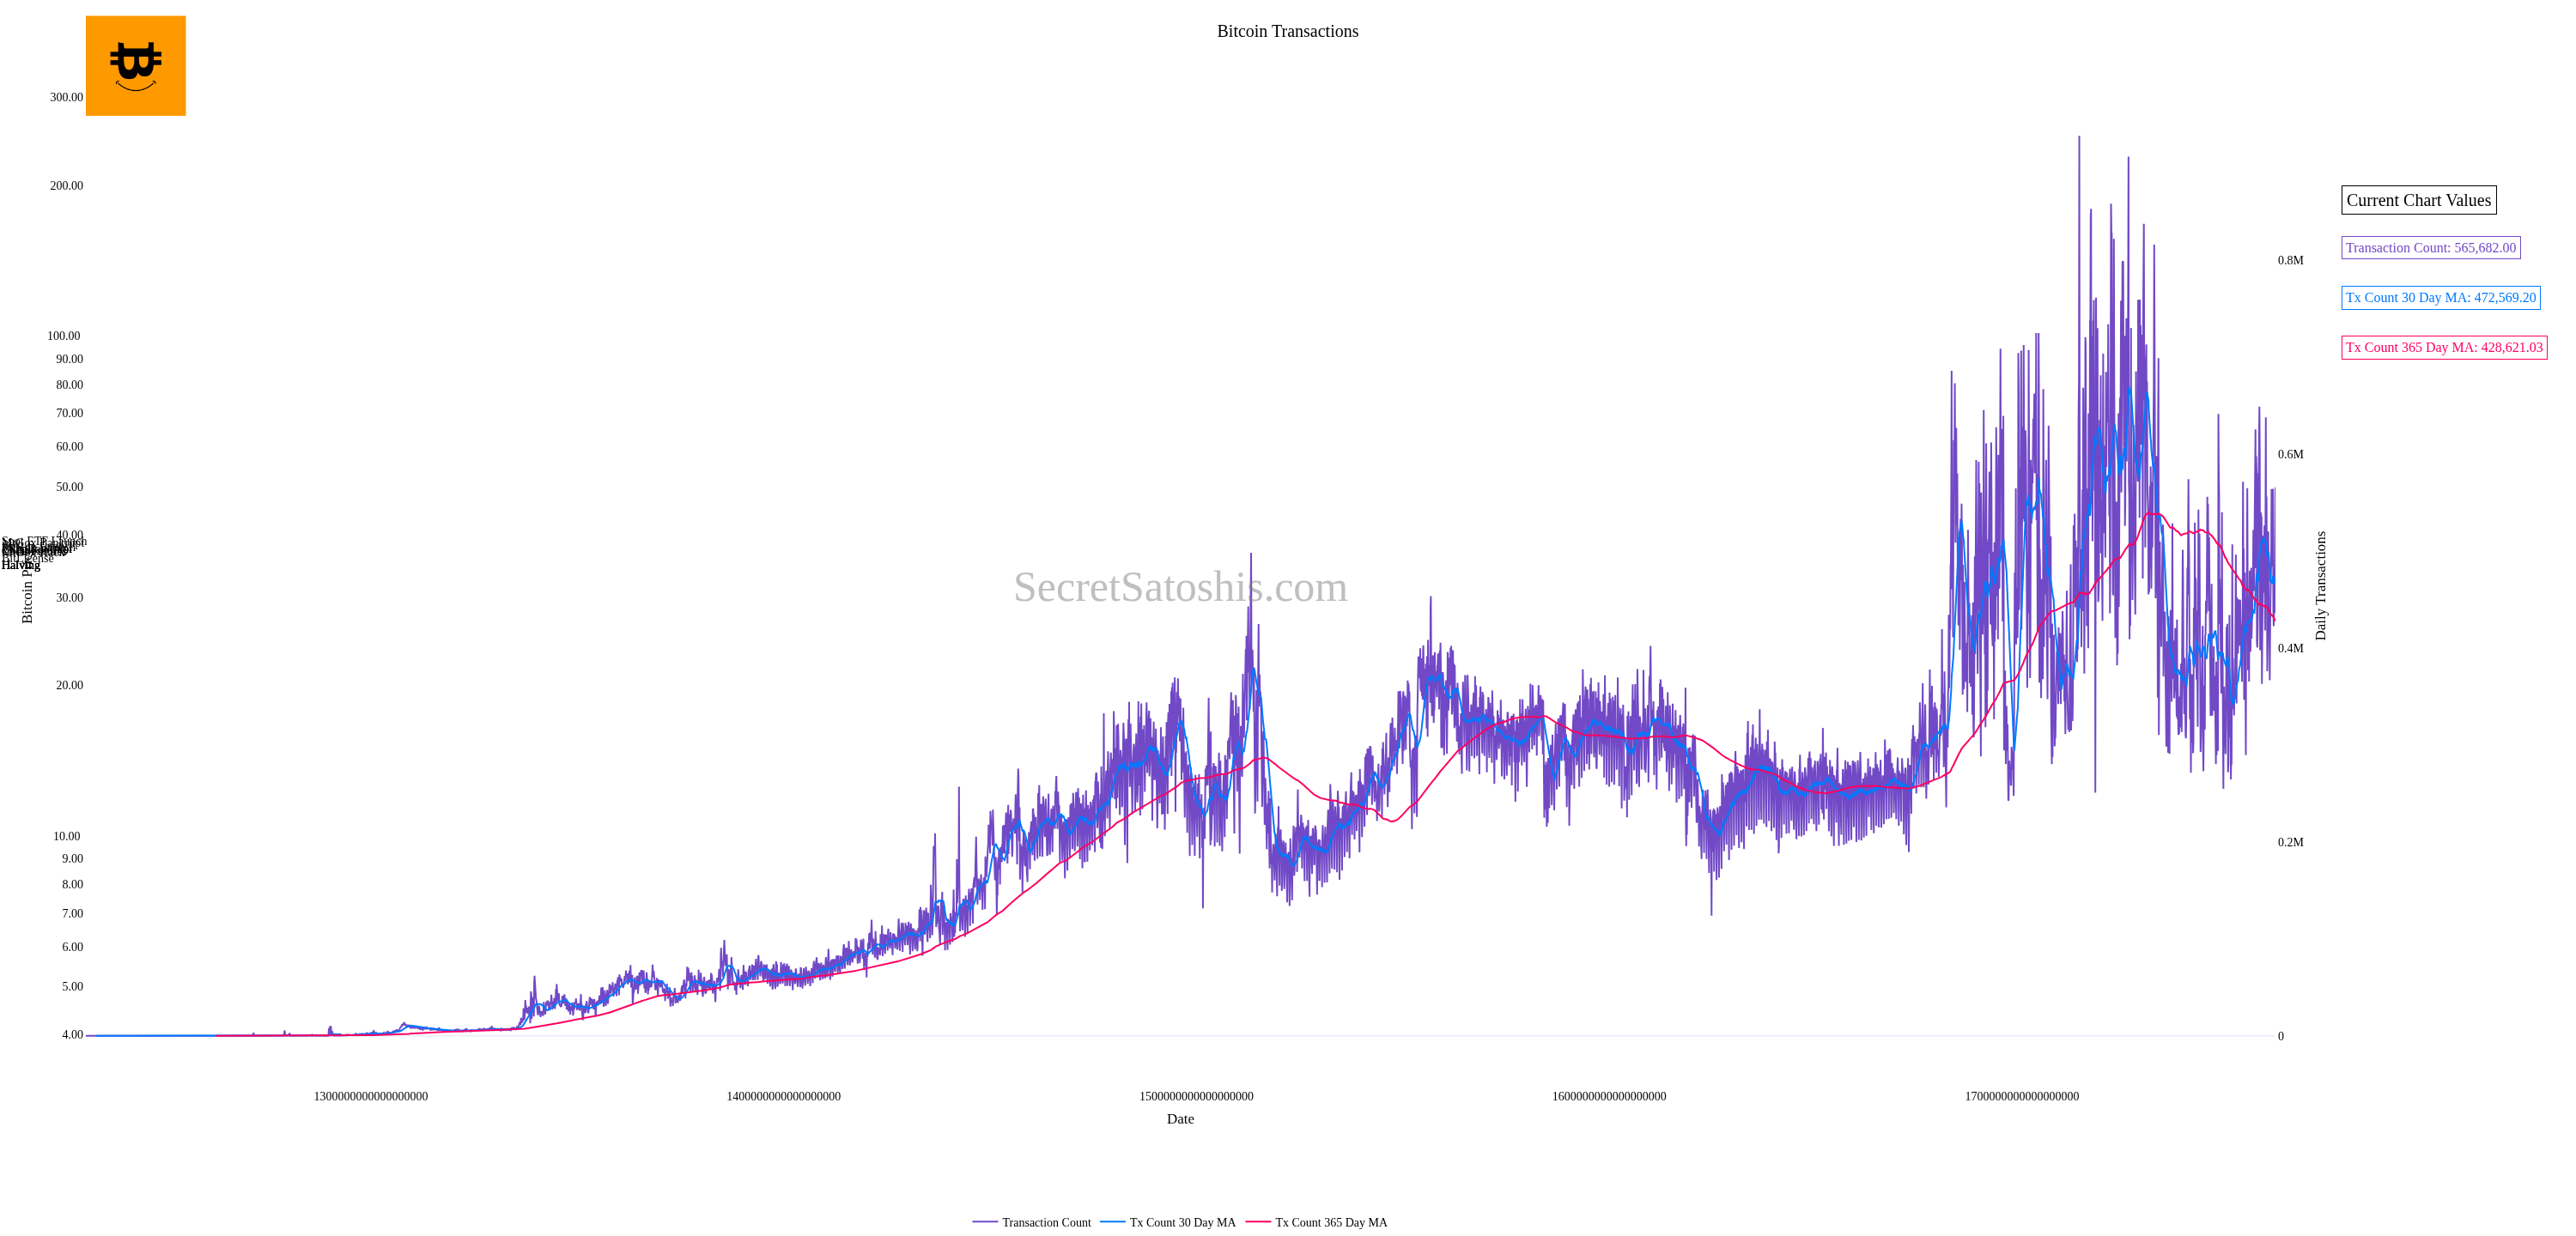 Bitcoin Transactions
300.00
200.00
100.00
90.00
80.00
70.00
60.00
50.00
40.00
30.00
20.00
10.00
9.00
8.00
7.00
6.00
5.00
4.00
Halving
Bitcoin
SecretSatoshis.com
0.8M
0.6M
0.4M
0.2M
0
Daily Transactions
Current Chart Values
Transaction Count: 565,682.00
Tx Count 30 Day MA: 472,569.20
Tx Count 365 Day MA: 428,621.03
1300000000000000000
1400000000000000000
1500000000000000000
1600000000000000000
1700000000000000000
Date
Transaction Count
Tx Count 30 Day MA
Tx Count 365 Day MA